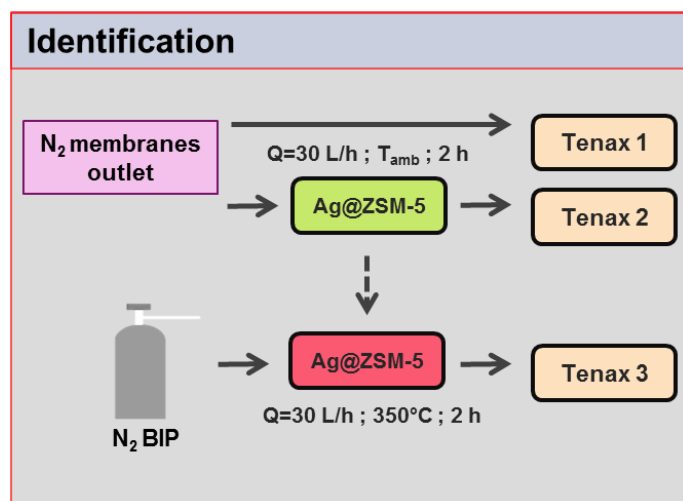 Identification
N₂ membranes
outlet
Q=30 L/h ; Tamb ; 2 h
Tenax 1
Ag@ZSM-5
Tenax 2
Ag@ZSM-5
Tenax 3
Q=30 L/h ; 350°C ; 2 h
N₂ BIP